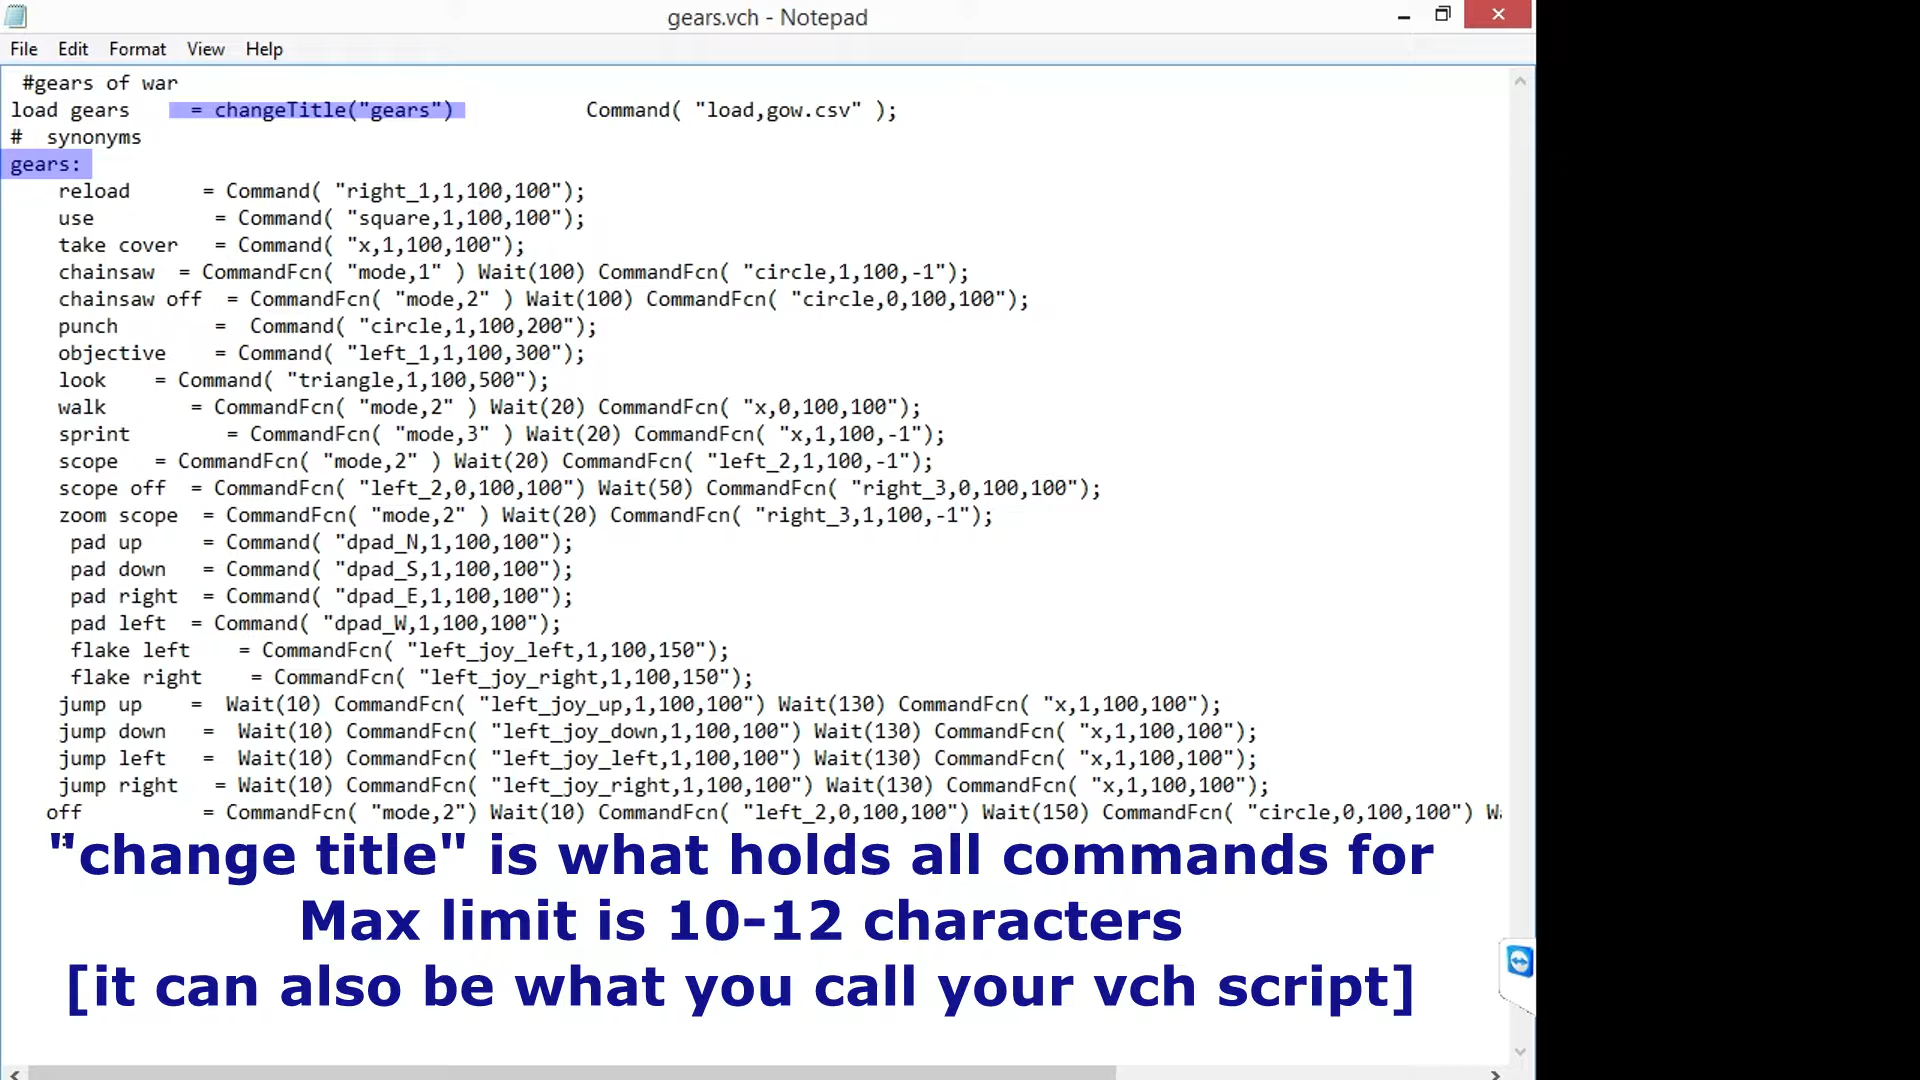 gears.vch - Notepad
File Edit Format View Help
#gears of war
load gears = changeTitle("gears") Command( "load,gow.csv" );
# synonyms
gears:
reload = Command( "right_1,1,100,100");
use = Command( "square,1,100,100");
take cover = Command( "x,1,100,100");
chainsaw = CommandFcn( "mode,1" ) Wait(100) CommandFcn( "circle,1,100,-1");
chainsaw off = CommandFcn( "mode,2" ) Wait(100) CommandFcn( "circle,0,100,100");
punch = Command( "circle,1,100,200");
objective = Command( "left_1,1,100,300");
look = Command( "triangle,1,100,500");
walk = CommandFcn( "mode,2" ) Wait(20) CommandFcn( "x,0,100,100");
sprint = CommandFcn( "mode,3" ) Wait(20) CommandFcn( "x,1,100,-1");
scope = CommandFcn( "mode,2" ) Wait(20) CommandFcn( "left_2,1,100,-1");
scope off = CommandFcn( "left_2,0,100,100") Wait(50) CommandFcn( "right_3,0,100,100");
zoom scope = CommandFcn( "mode,2" ) Wait(20) CommandFcn( "right_3,1,100,-1");
pad up = Command( "dpad_N,1,100,100");
pad down = Command( "dpad_S,1,100,100");
pad right = Command( "dpad_E,1,100,100");
pad left = Command( "dpad_W,1,100,100");
flake left = CommandFcn( "left_joy_left,1,100,150");
flake right = CommandFcn( "left_joy_right,1,100,150");
jump up = Wait(10) CommandFcn( "left_joy_up,1,100,100") Wait(130) CommandFcn( "x,1,100,100");
jump down = Wait(10) CommandFcn( "left_joy_down,1,100,100") Wait(130) CommandFcn( "x,1,100,100");
jump left = Wait(10) CommandFcn( "left_joy_left,1,100,100") Wait(130) CommandFcn( "x,1,100,100");
jump right = Wait(10) CommandFcn( "left_joy_right,1,100,100") Wait(130) CommandFcn( "x,1,100,100");
off = CommandFcn( "mode,2") Wait(10) CommandFcn( "left_2,0,100,100") Wait(150) CommandFcn( "circle,0,100,100")
"change title" is what holds all commands for
Max limit is 10-12 characters
[it can also be what you call your vch script]